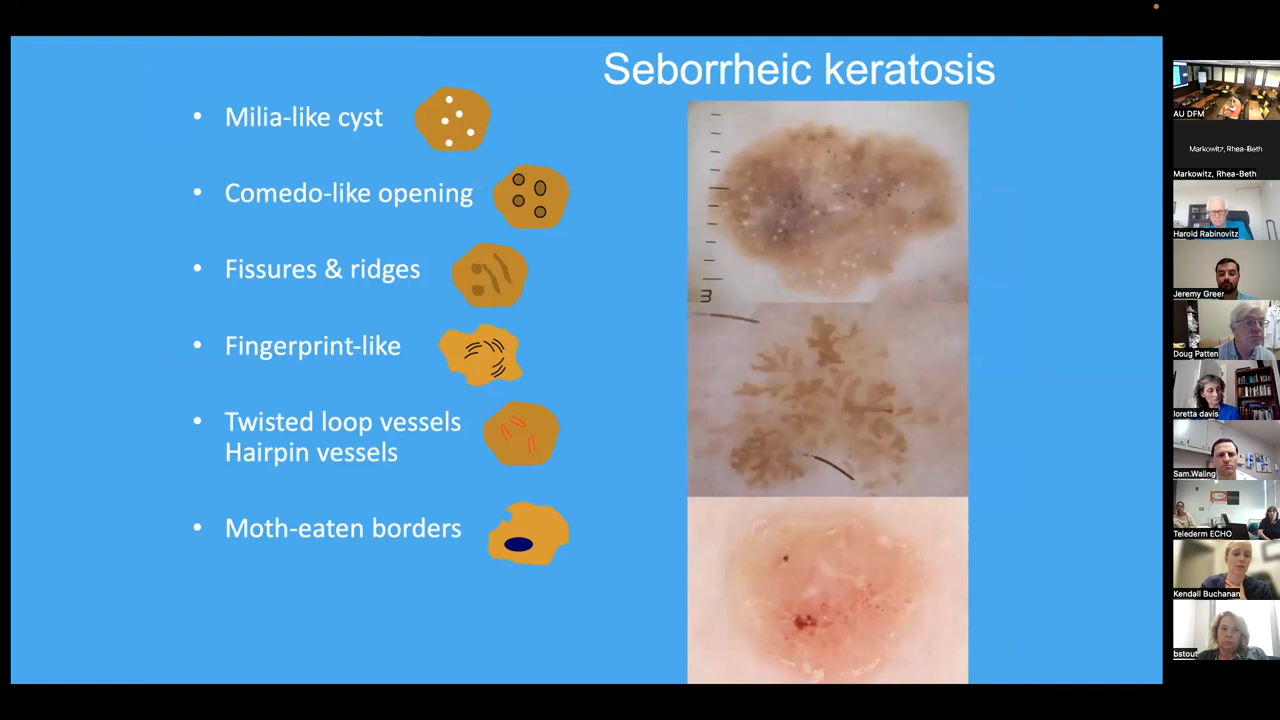 Seborrheic keratosis
• Milia-like cyst
• Comedo-like opening
• Fissures & ridges
• Fingerprint-like
• Twisted loop vessels
Hairpin vessels
• Moth-eaten borders
AU DFM
Markowitz, Rhea-Beth
Markowitz, Rhea-Beth
Harold Rabinovitz
Jeremy Greer
Doug Patten
loretta davis
Sam.Waling
Telederm ECHO
Kendall Buchanan
bstout